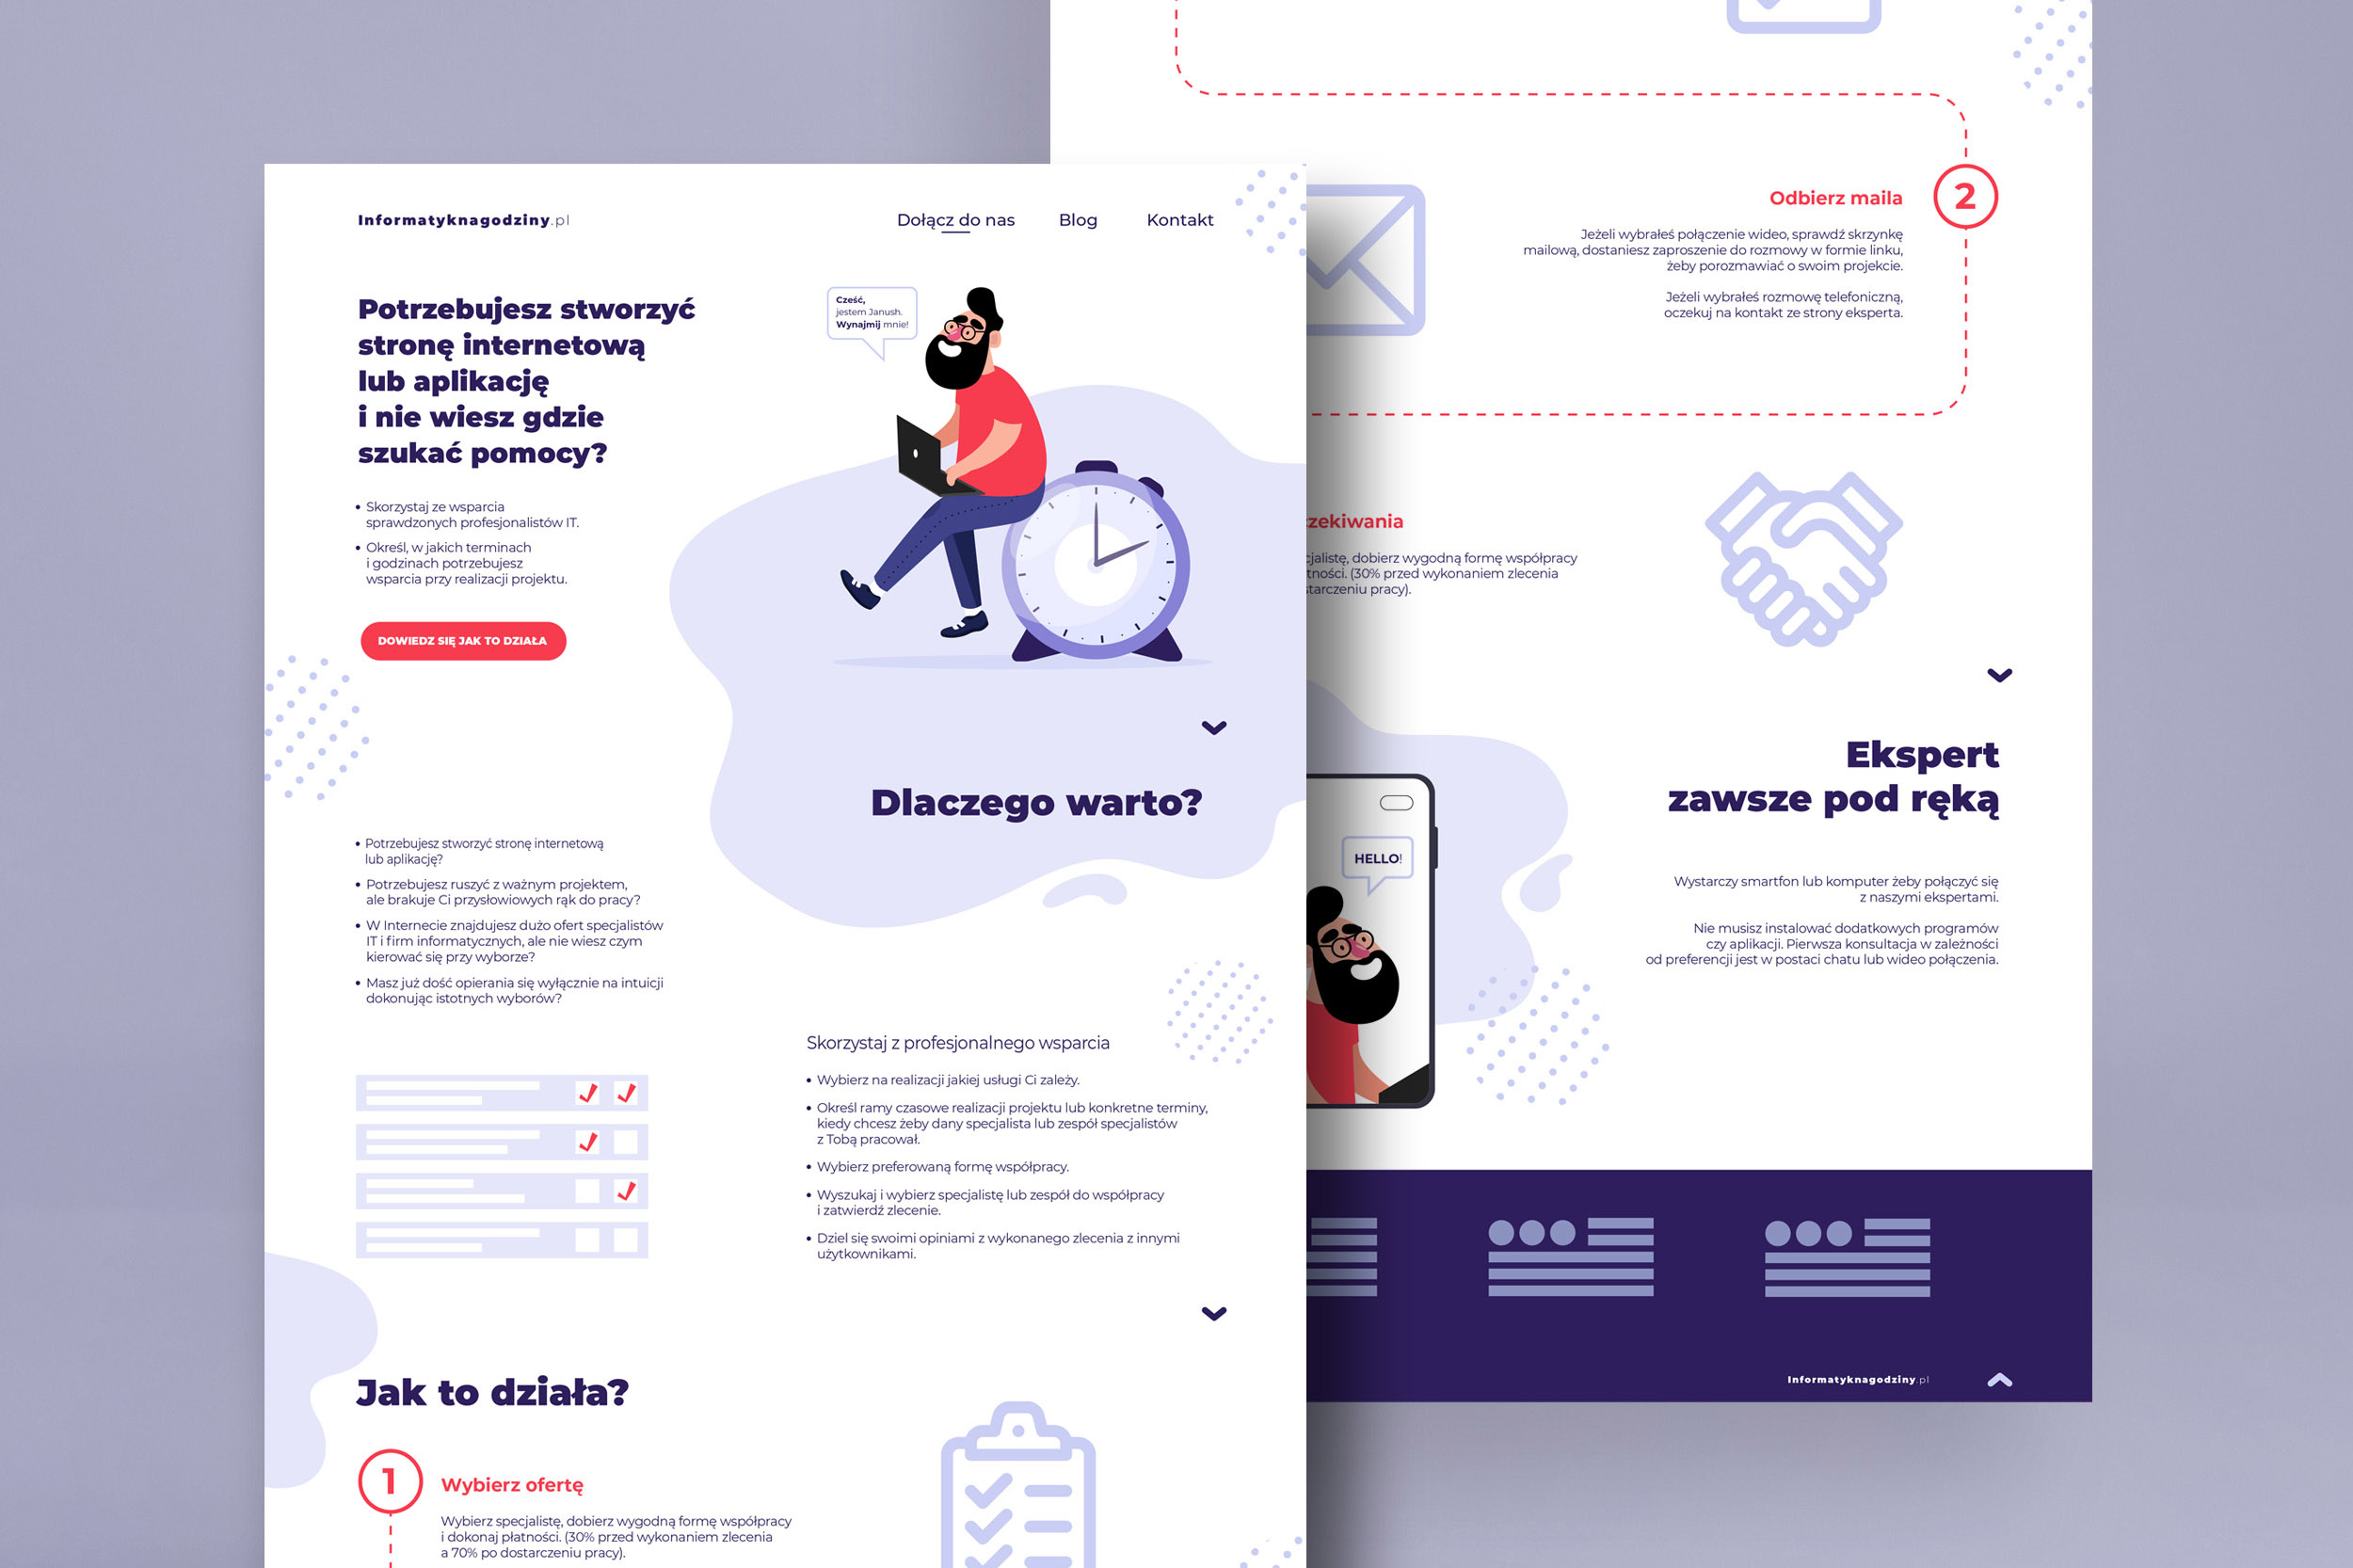 Informatyknagodziny.pl
Dołącz do nas
Blog
Kontakt
Potrzebujesz stworzyć
stronę internetową
lub aplikację
i nie wiesz gdzie
szukać pomocy?
• Skorzystaj ze wsparcia
sprawdzonych profesjonalistów IT.
• Określ, w jakich terminach
i godzinach potrzebujesz
wsparcia przy realizacji projektu.
DOWIEDZ SIĘ JAK TO DZIAŁA
Cześć,
jestem Janush.
Wynajmij mnie!
Dlaczego warto?
• Potrzebujesz stworzyć stronę internetową
lub aplikację?
• Potrzebujesz ruszyć z ważnym projektem,
ale brakuje Ci przysłowiowych rąk do pracy?
• W Internecie znajdujesz dużo ofert specjalistów
IT i firm informatycznych, ale nie wiesz czym
kierować się przy wyborze?
• Masz już dość opierania się wyłącznie na intuicji
dokonując istotnych wyborów?
Skorzystaj z profesjonalnego wsparcia
• Wybierz na realizacji jakiej usługi Ci zależy.
• Określ ramy czasowe realizacji projektu lub konkretne terminy,
kiedy chcesz żeby dany specjalista lub zespół specjalistów
z Tobą pracował.
• Wybierz preferowaną formę współpracy.
• Wyszukaj i wybierz specjalistę lub zespół do współpracy
i zatwierdź zlecenie.
• Dziel się swoimi opiniami z wykonanego zlecenia z innymi
użytkownikami.
Jak to działa?
1
Wybierz ofertę
Wybierz specjalistę, dobierz wygodną formę współpracy
i dokonaj płatności. (30% przed wykonaniem zlecenia
a 70% po dostarczeniu pracy).
2
Odbierz maila
Jeżeli wybrałeś połączenie wideo, sprawdź skrzynkę
mailową, dostaniesz zaproszenie do rozmowy w formie linku,
żeby porozmawiać o swoim projekcie.
Jeżeli wybrałeś rozmowę telefoniczną,
oczekuj na kontakt ze strony eksperta.
zekiwania
cjalistę, dobierz wygodną formę współpracy
tności. (30% przed wykonaniem zlecenia
starczeniu pracy).
HELLO!
Ekspert
zawsze pod ręką
Wystarczy smartfon lub komputer żeby połączyć się
z naszymi ekspertami.
Nie musisz instalować dodatkowych programów
czy aplikacji. Pierwsza konsultacja w zależności
od preferencji jest w postaci chatu lub wideo połączenia.
Informatyknagodziny.pl